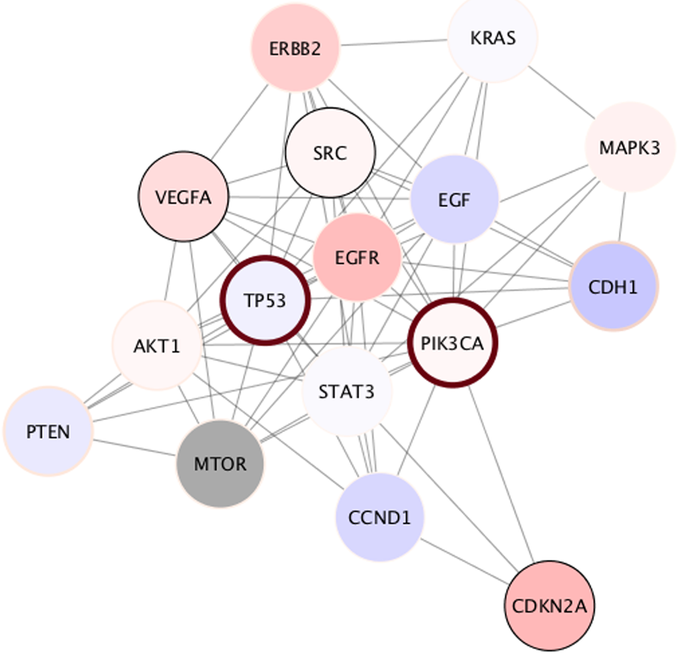 KRAS
ERBB2
MAPK3
SRC
VEGFA
EGF
EGFR
CDH1
TP53
AKT1
PIK3CA
STAT3
PTEN
MTOR
CCND1
CDKN2A